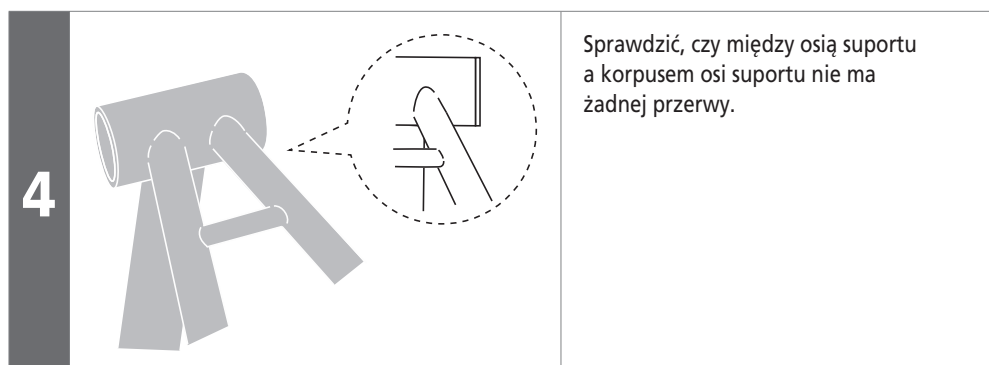 4
Sprawdzić, czy między osią suportu
a korpusem osi suportu nie ma
żadnej przerwy.